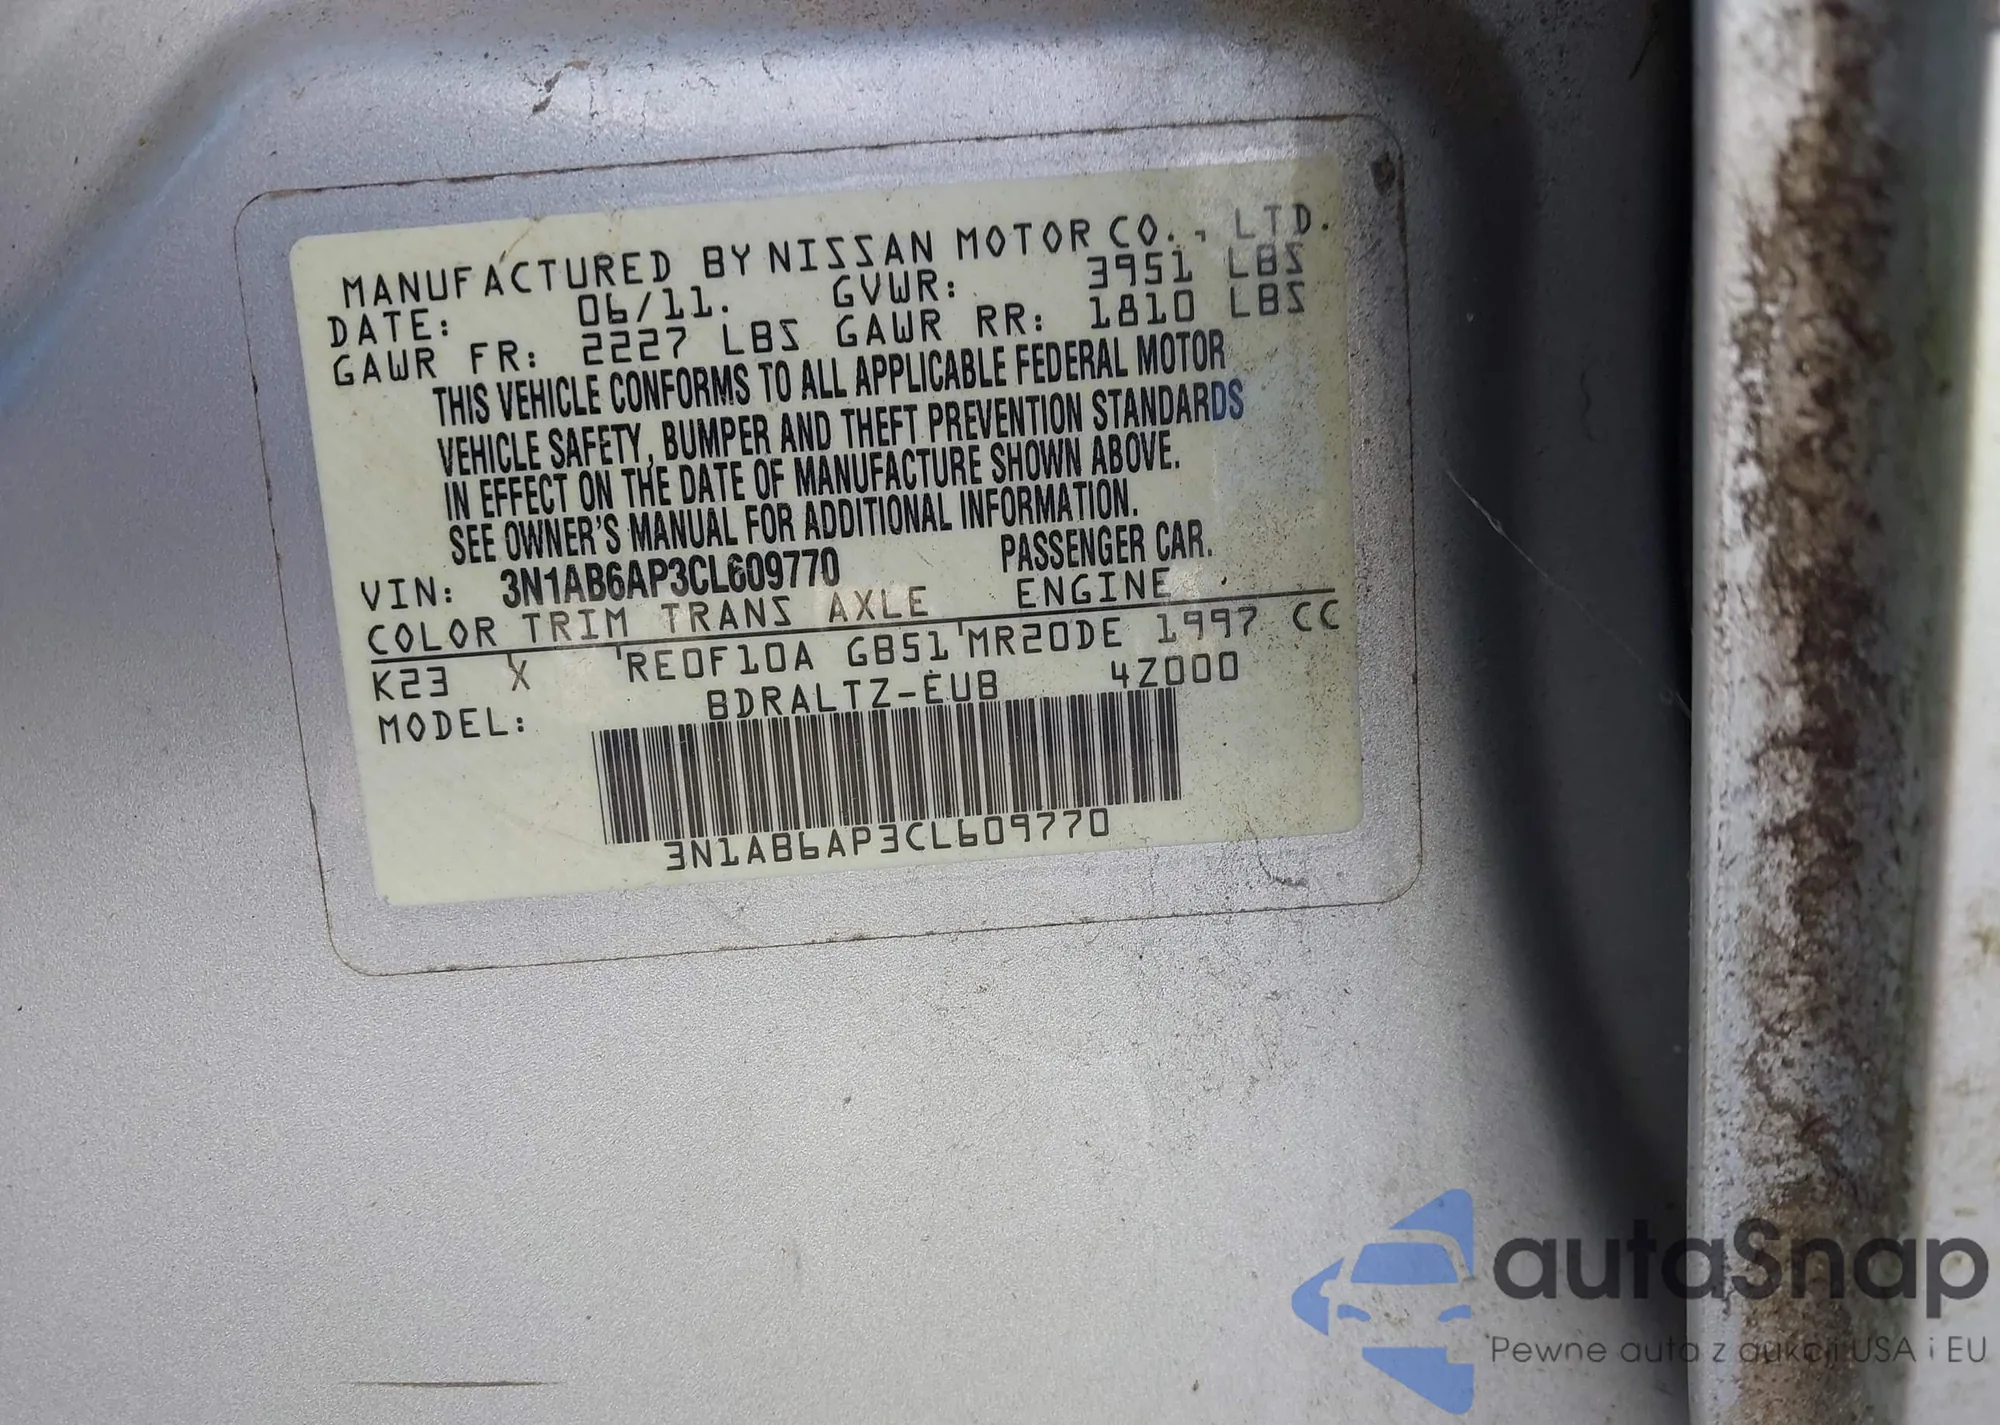 MANUFACTURED BY NISSAN MOTOR CO., LTD.
DATE: 06/11. GVWR: 3951 LBS
GAWR FR: 2227 LBS GAWR RR: 1810 LBS
THIS VEHICLE CONFORMS TO ALL APPLICABLE FEDERAL MOTOR
VEHICLE SAFETY, BUMPER AND THEFT PREVENTION STANDARDS
IN EFFECT ON THE DATE OF MANUFACTURE SHOWN ABOVE.
SEE OWNER'S MANUAL FOR ADDITIONAL INFORMATION.
VIN: 3N1AB6AP3CL609770 PASSENGER CAR.
COLOR TRIM TRANS AXLE ENGINE
K23 X RE0F10A GB51 MR20DE 1997 CC
MODEL: BDRALTZ-EUB 4Z000
3N1AB6AP3CL609770
autaSnap
Pewne auta z aukcji USA i EU